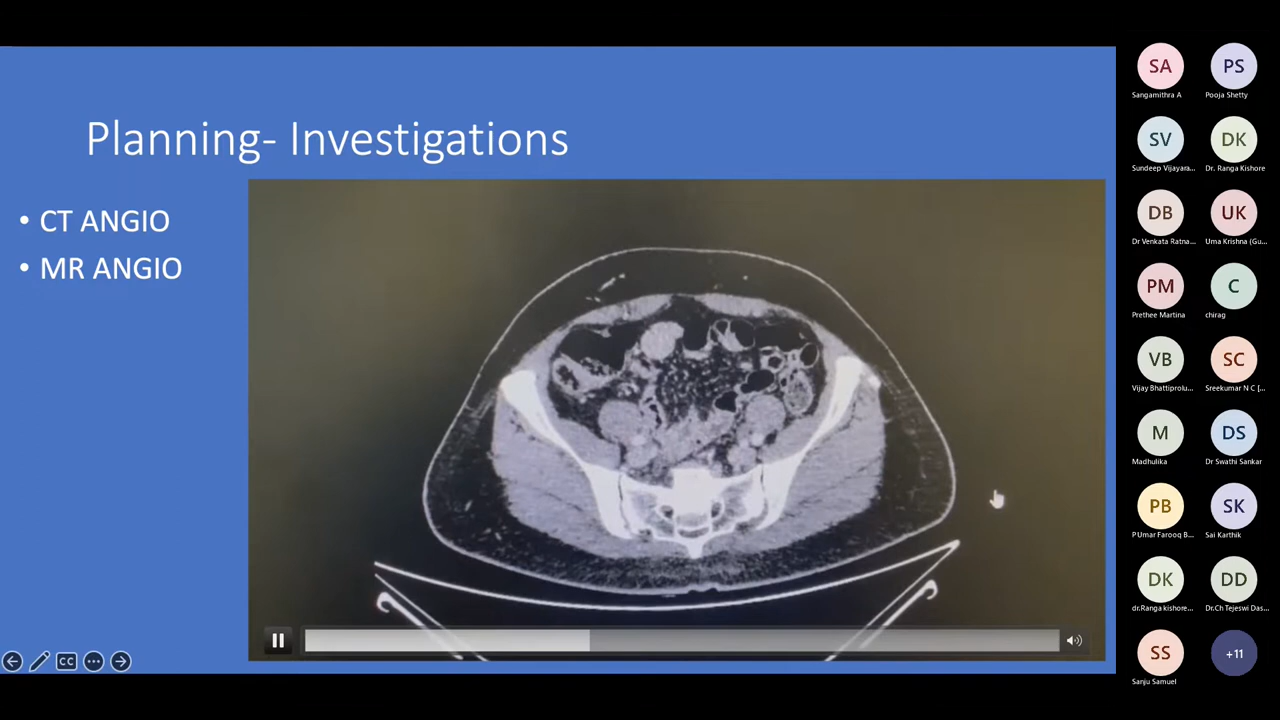 Planning- Investigations
• CT ANGIO
• MR ANGIO
CC
SA
Sangamithra A
PS
Pooja Shetty
SV
Sundeep Vijayara...
DK
Dr. Ranga Kishore
DB
Dr Venkata Ratna...
UK
Uma Krishna (Gu...
PM
Prethee Martina
C
chirag
VB
Vijay Bhattiprolu...
SC
Sreekumar N C [...
M
Madhulika
DS
Dr Swathi Sankar
PB
P Umar Farooq B...
SK
Sai Karthik
DK
dr.Ranga kishore...
DD
Dr.Ch Tejeswi Das...
SS
Sanju Samuel
+11